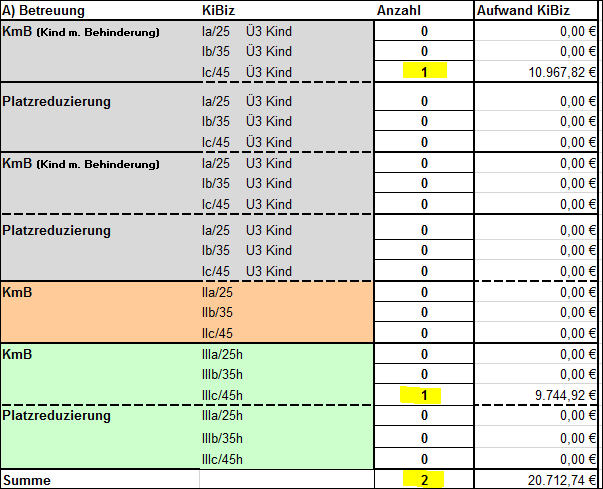 A) Betreuung KiBiz Anzahl Aufwand KiBiz
KmB (Kind m. Behinderung) Ia/25 Ü3 Kind 0 0,00 €
Ib/35 Ü3 Kind 0 0,00 €
Ic/45 Ü3 Kind 1 10.967,82 €
Platzreduzierung Ia/25 Ü3 Kind 0 0,00 €
Ib/35 Ü3 Kind 0 0,00 €
Ic/45 Ü3 Kind 0 0,00 €
KmB (Kind m. Behinderung) Ia/25 U3 Kind 0 0,00 €
Ib/35 U3 Kind 0 0,00 €
Ic/45 U3 Kind 0 0,00 €
Platzreduzierung Ia/25 U3 Kind 0 0,00 €
Ib/35 U3 Kind 0 0,00 €
Ic/45 U3 Kind 0 0,00 €
KmB IIa/25 0 0,00 €
IIb/35 0 0,00 €
IIc/45 0 0,00 €
KmB IIIa/25h 0 0,00 €
IIIb/35h 0 0,00 €
IIIc/45h 1 9.744,92 €
Platzreduzierung IIIa/25h 0 0,00 €
IIIb/35h 0 0,00 €
IIIc/45h 0 0,00 €
Summe 2 20.712,74 €